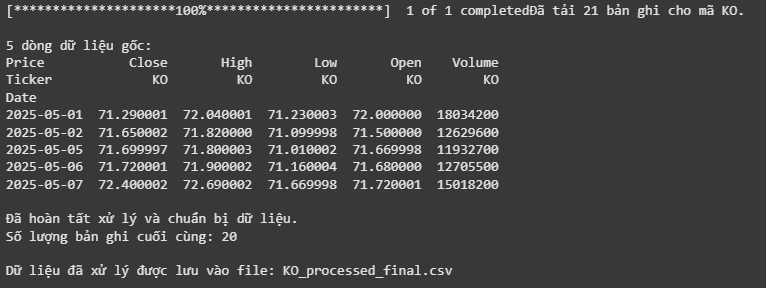 [*********************100%***********************]  1 of 1 completedĐã tải 21 bản ghi cho mã KO.
5 dòng dữ liệu gốc:
Price Close High Low Open Volume
Ticker KO KO KO KO KO
Date
2025-05-01 71.290001 72.040001 71.230003 72.000000 18034200
2025-05-02 71.650002 71.820000 71.099998 71.500000 12629600
2025-05-05 71.699997 71.800003 71.010002 71.669998 11932700
2025-05-06 71.720001 71.900002 71.160004 71.680000 12705500
2025-05-07 72.400002 72.690002 71.669998 71.720001 15018200
Đã hoàn tất xử lý và chuẩn bị dữ liệu.
Số lượng bản ghi cuối cùng: 20
Dữ liệu đã xử lý được lưu vào file: KO_processed_final.csv